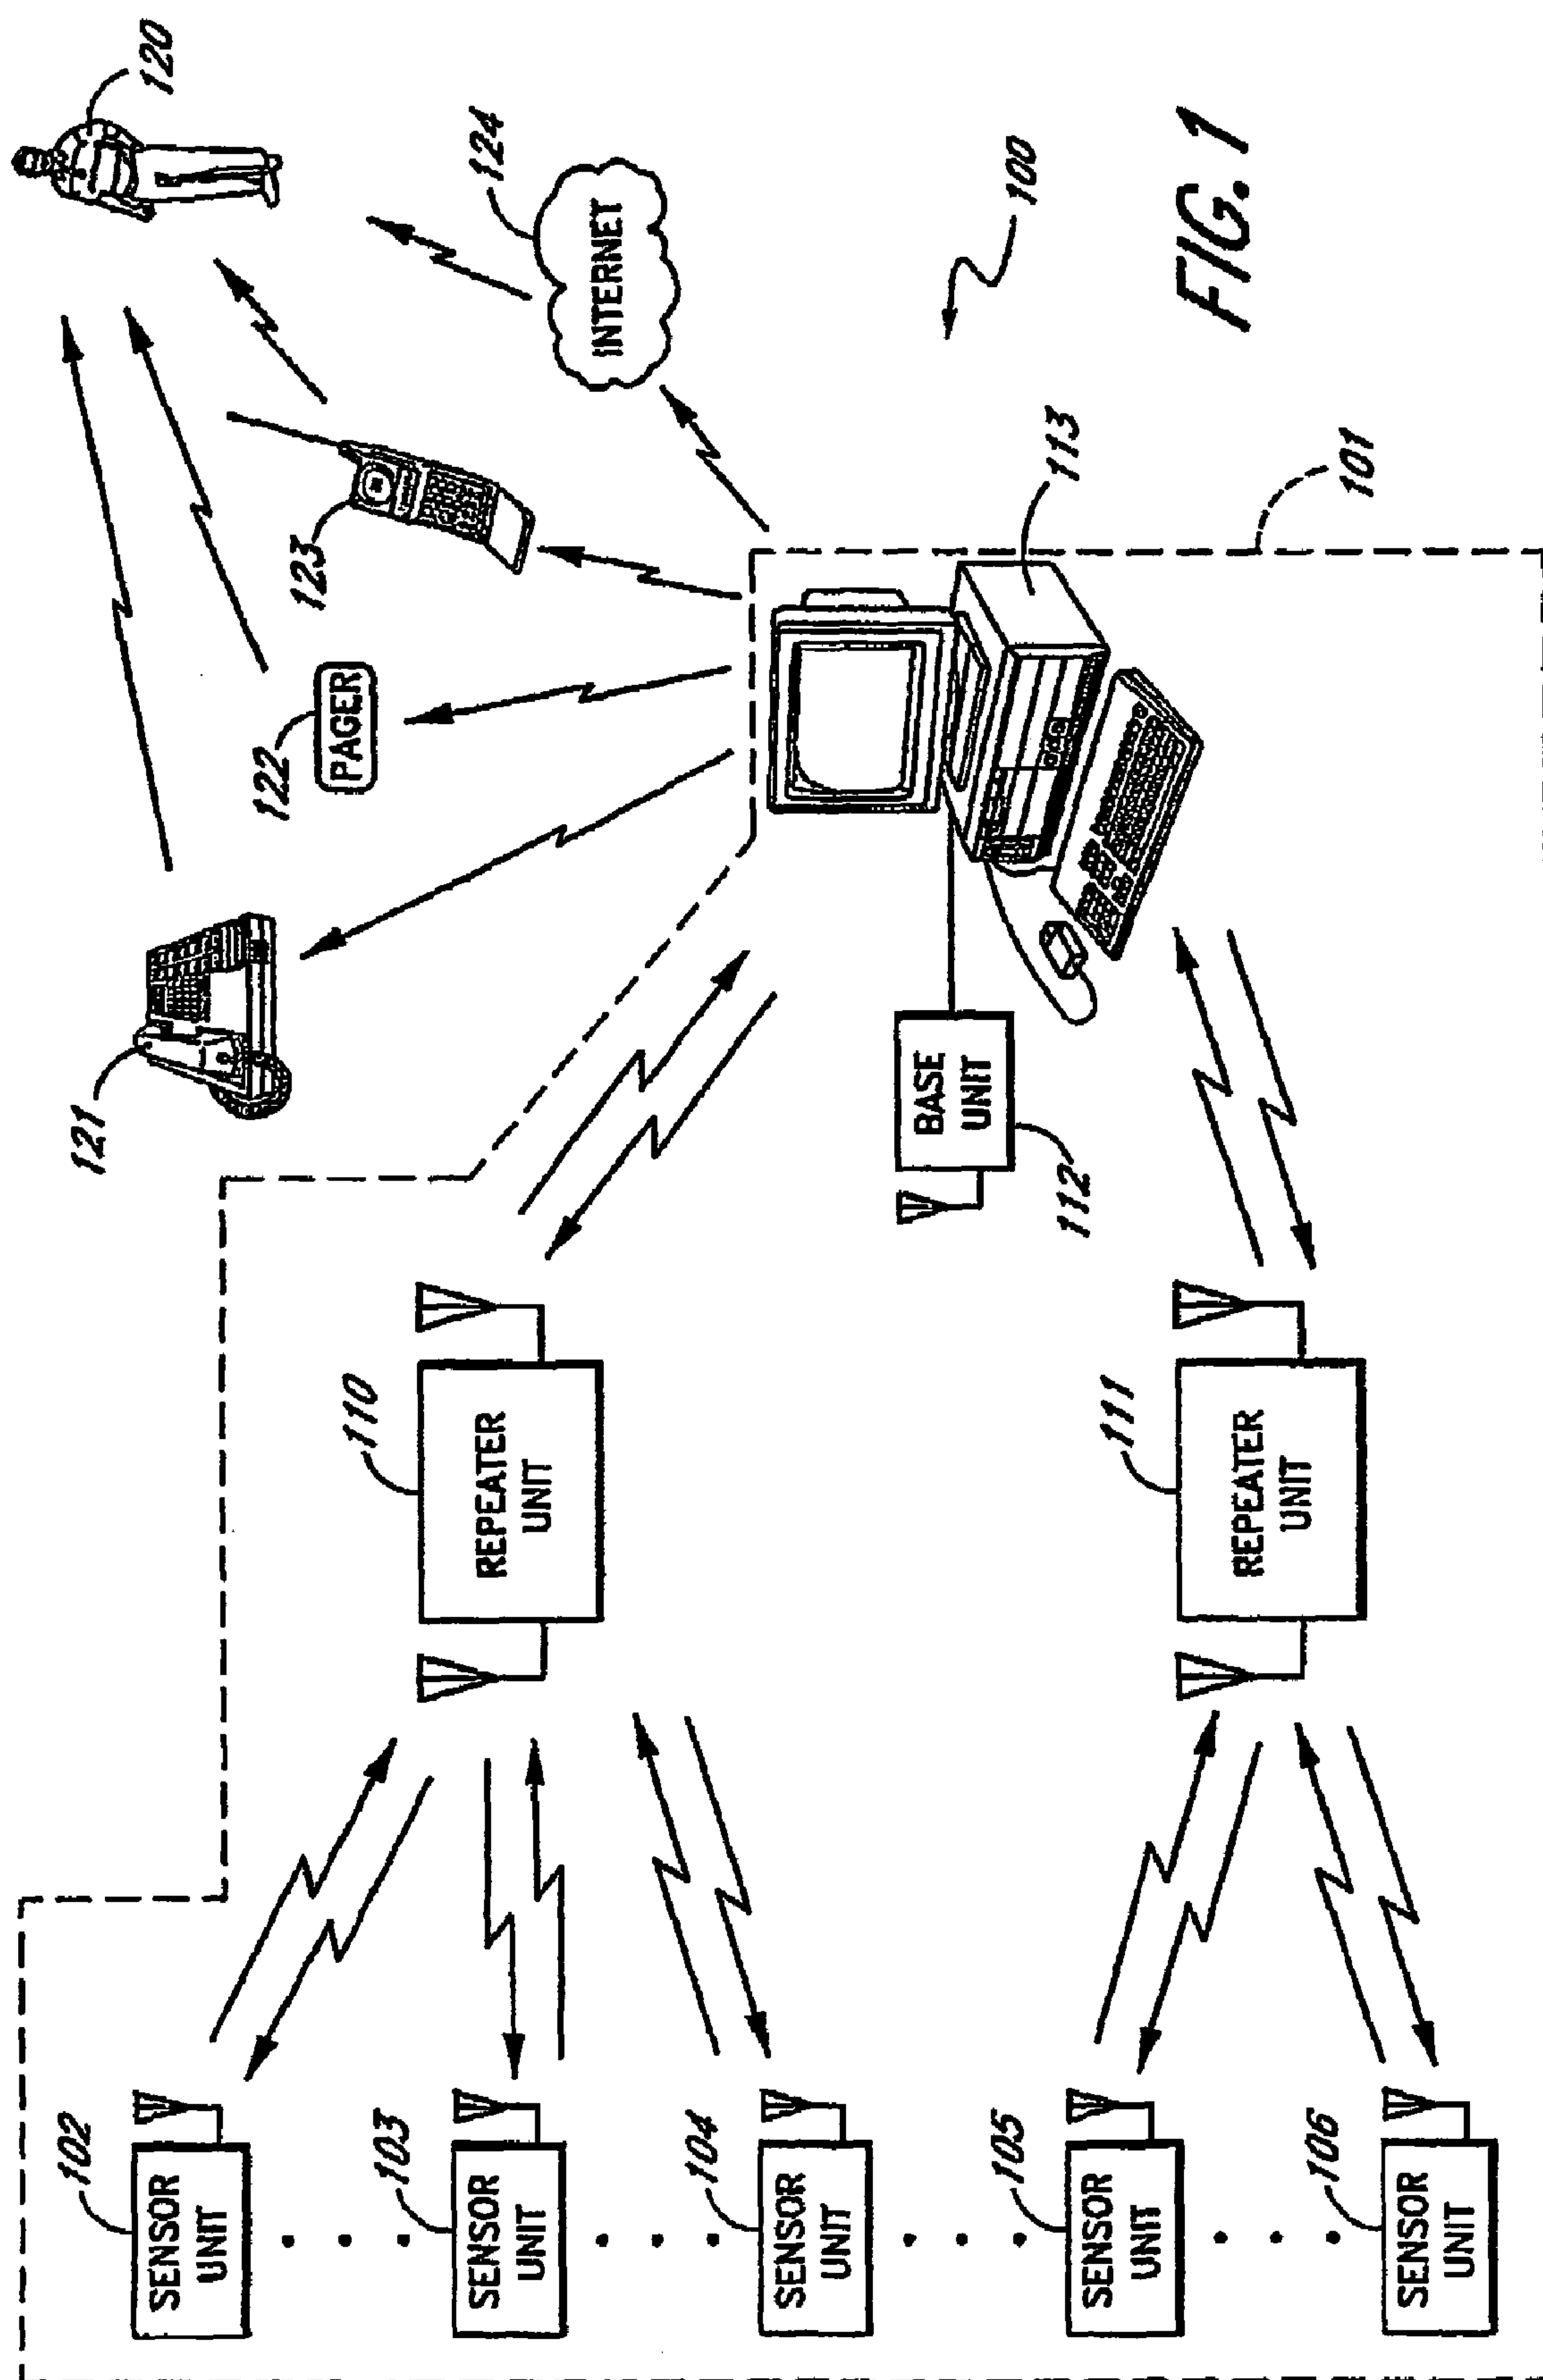 102
SENSOR
UNIT
103
SENSOR
UNIT
104
SENSOR
UNIT
105
SENSOR
UNIT
106
SENSOR
UNIT
110
REPEATER
UNIT
111
REPEATER
UNIT
121
122
PAGER
123
124
INTERNET
120
BASE
UNIT
112
113
101
100
FIG. 1